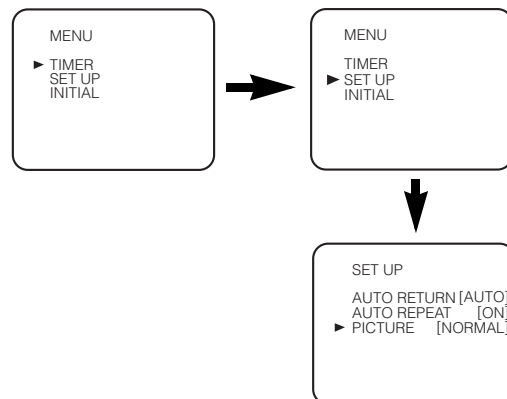 MENU
► TIMER
SET UP
INITIAL
MENU
TIMER
► SET UP
INITIAL
SET UP
AUTO RETURN [AUTO]
AUTO REPEAT [ON]
► PICTURE [NORMAL]